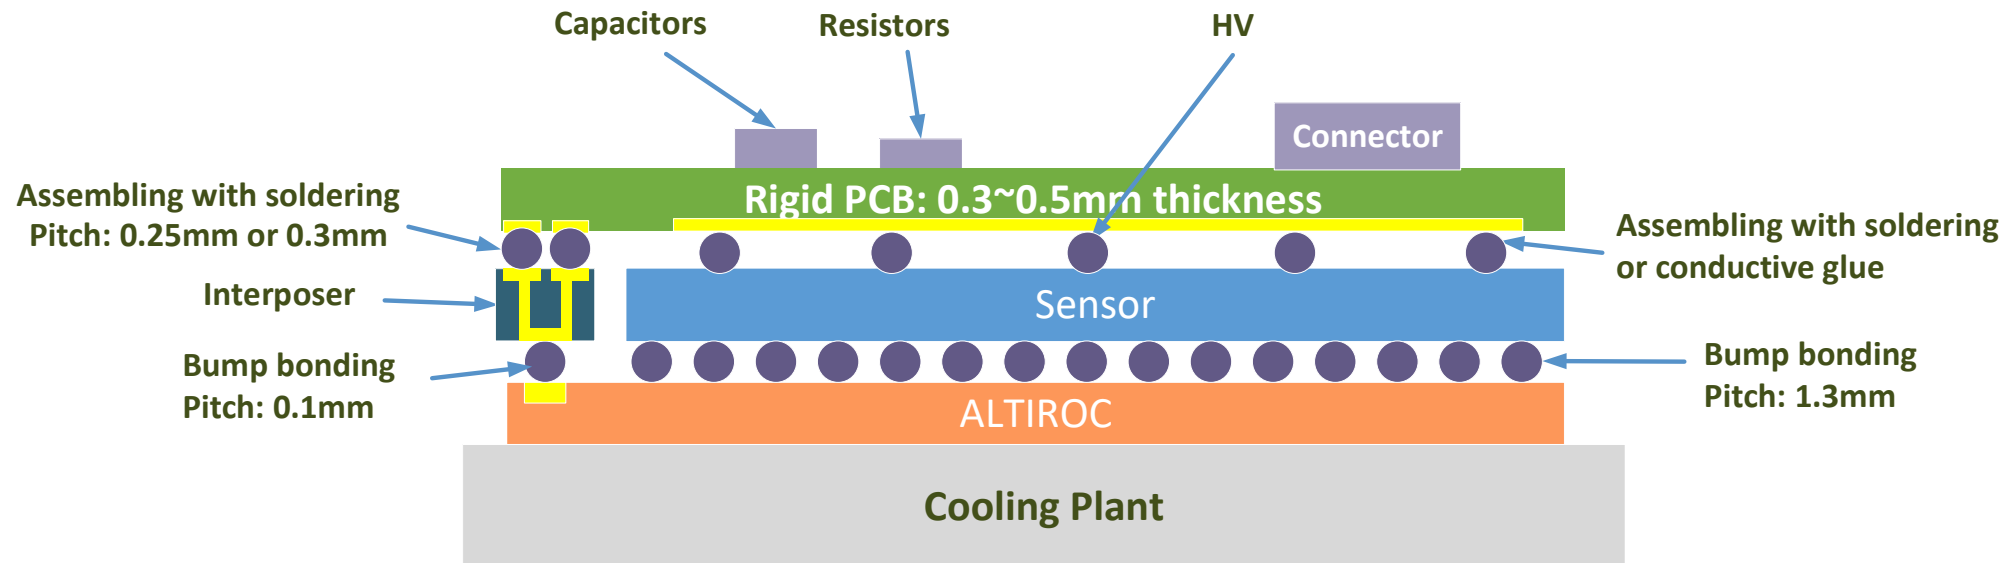 Capacitors
Resistors
HV
Connector
Rigid PCB: 0.3~0.5mm thickness
Assembling with soldering
Pitch: 0.25mm or 0.3mm
Assembling with soldering
or conductive glue
Interposer
Sensor
Bump bonding
Pitch: 0.1mm
Bump bonding
Pitch: 1.3mm
ALTIROC
Cooling Plant